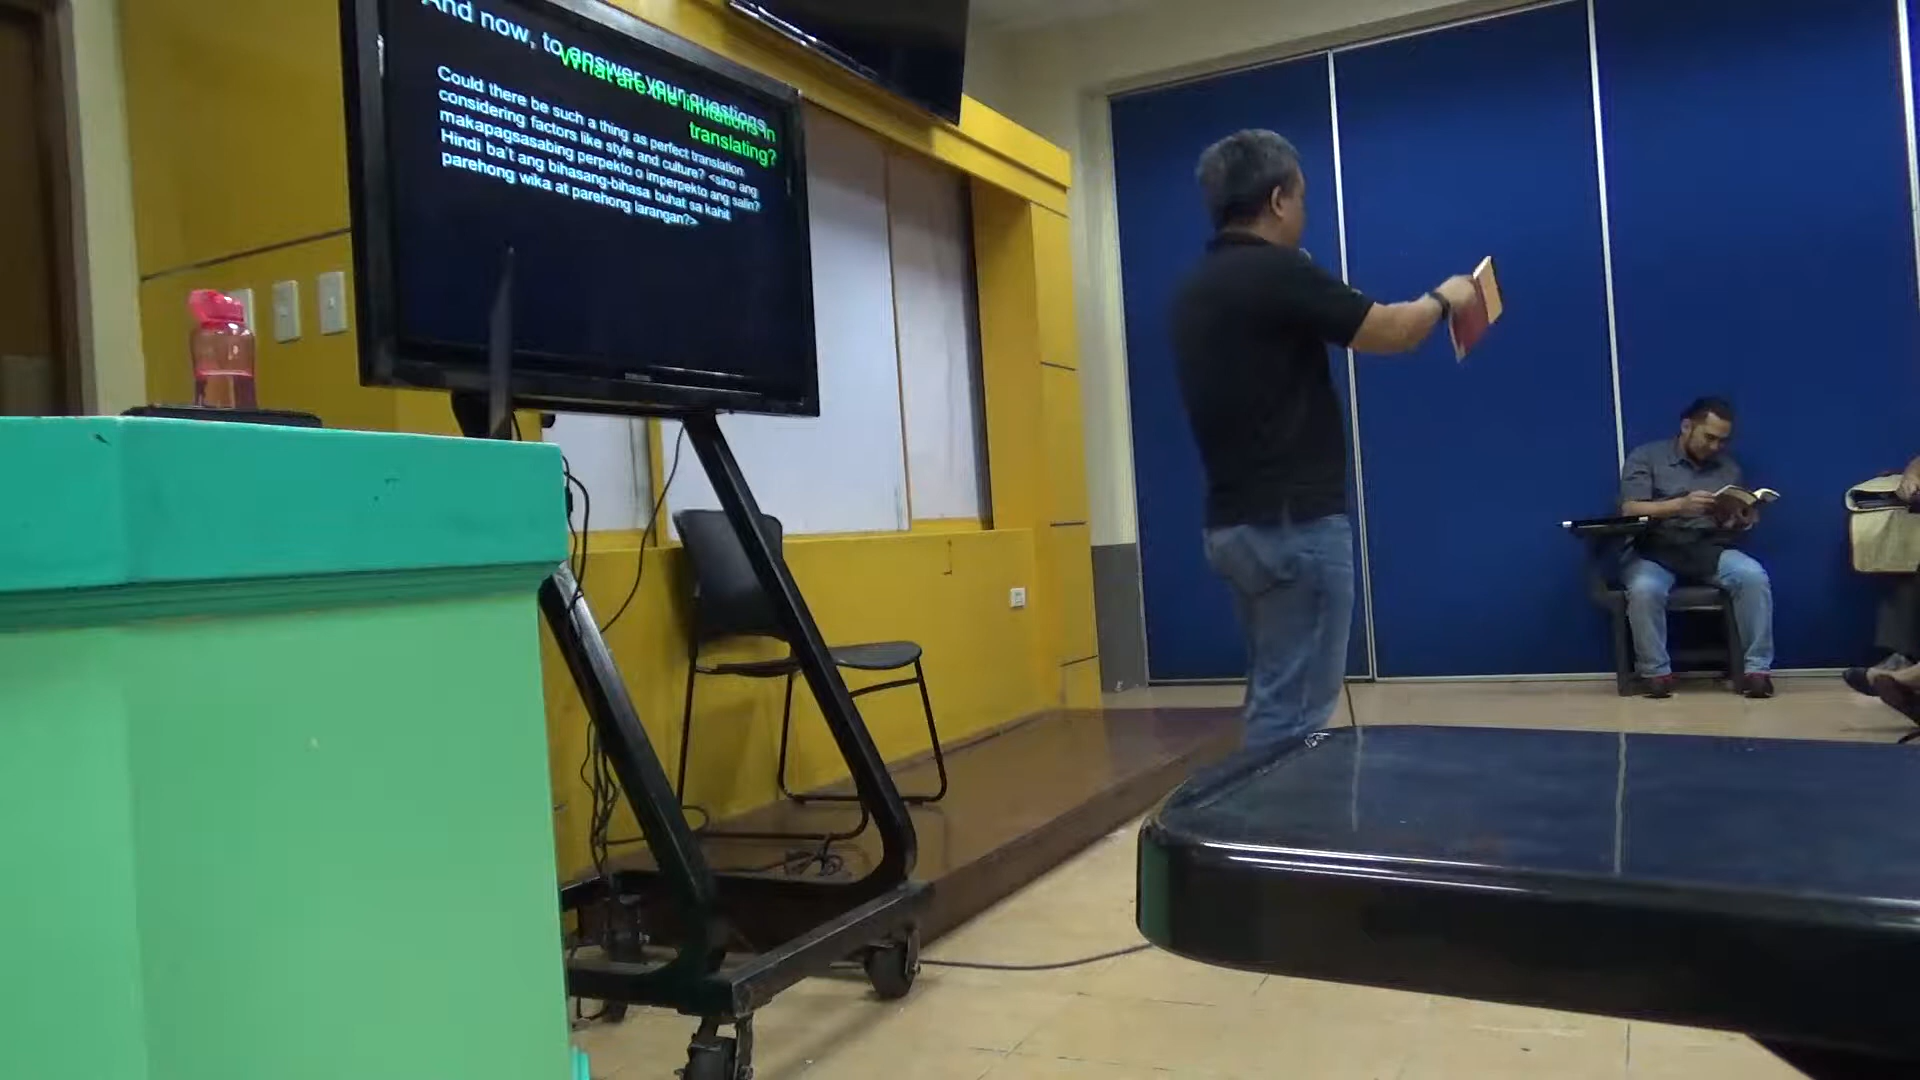 And now, to answer your questions
What are the limitations in
translating?
Could there be such a thing as perfect translation
considering factors like style and culture? <sino ang
makapagsasabing perpekto o imperpekto ang salin?
Hindi ba't ang bihasang-bihasa buhat sa kahit
parehong wika at parehong larangan?>